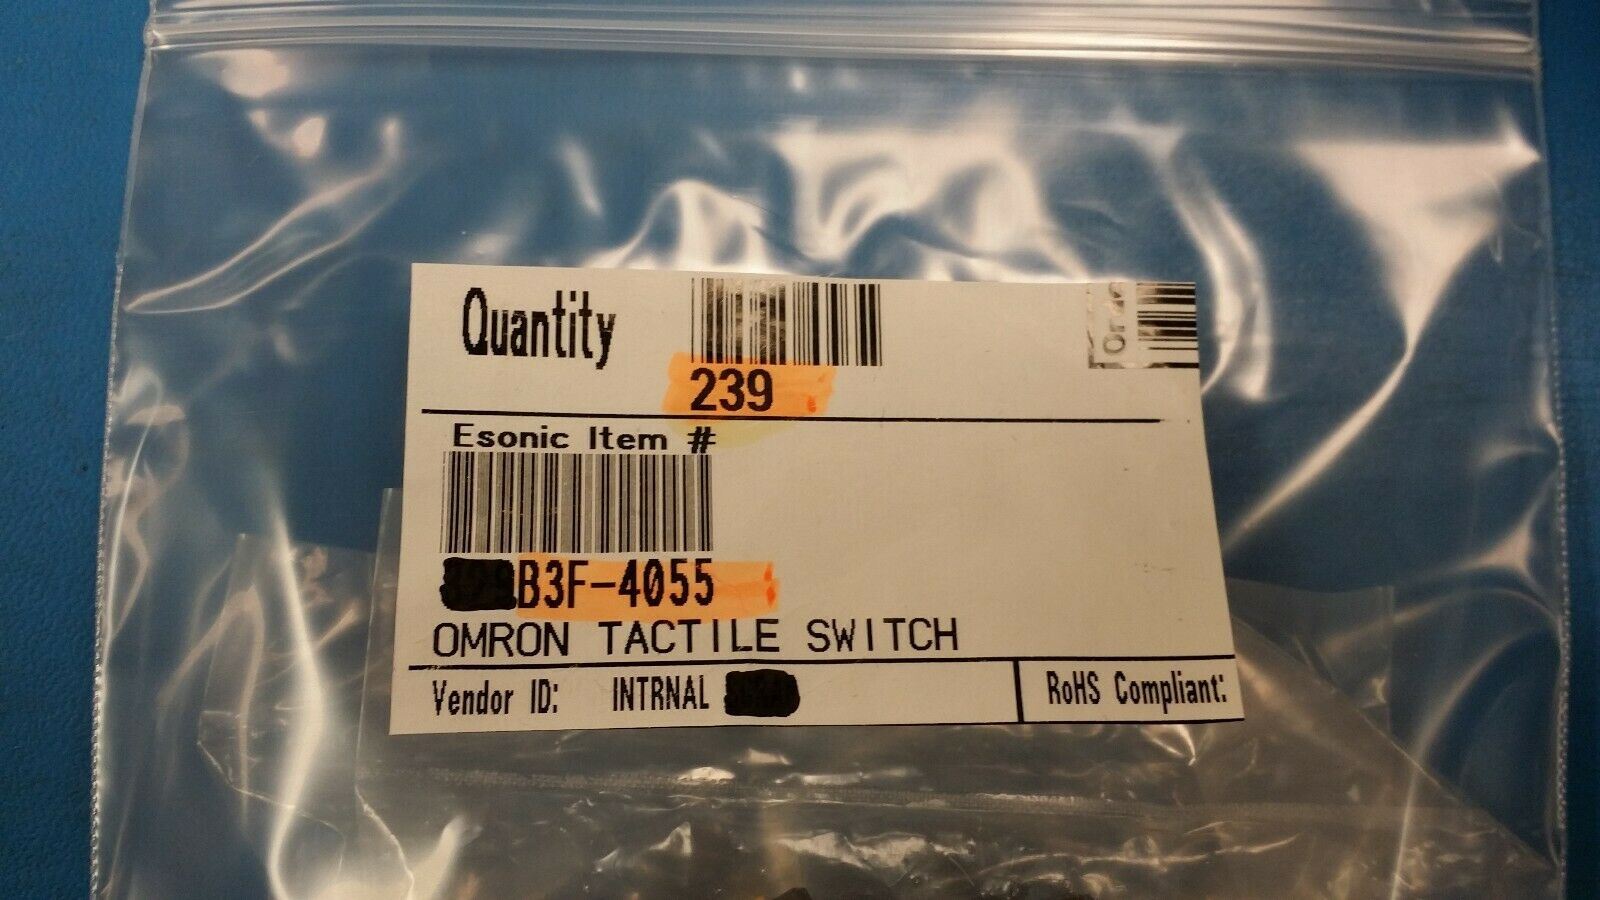 Quantity
239
Esonic Item #
B3F-4055
OMRON TACTILE SWITCH
Vendor ID: INTRNAL
RoHS Compliant: